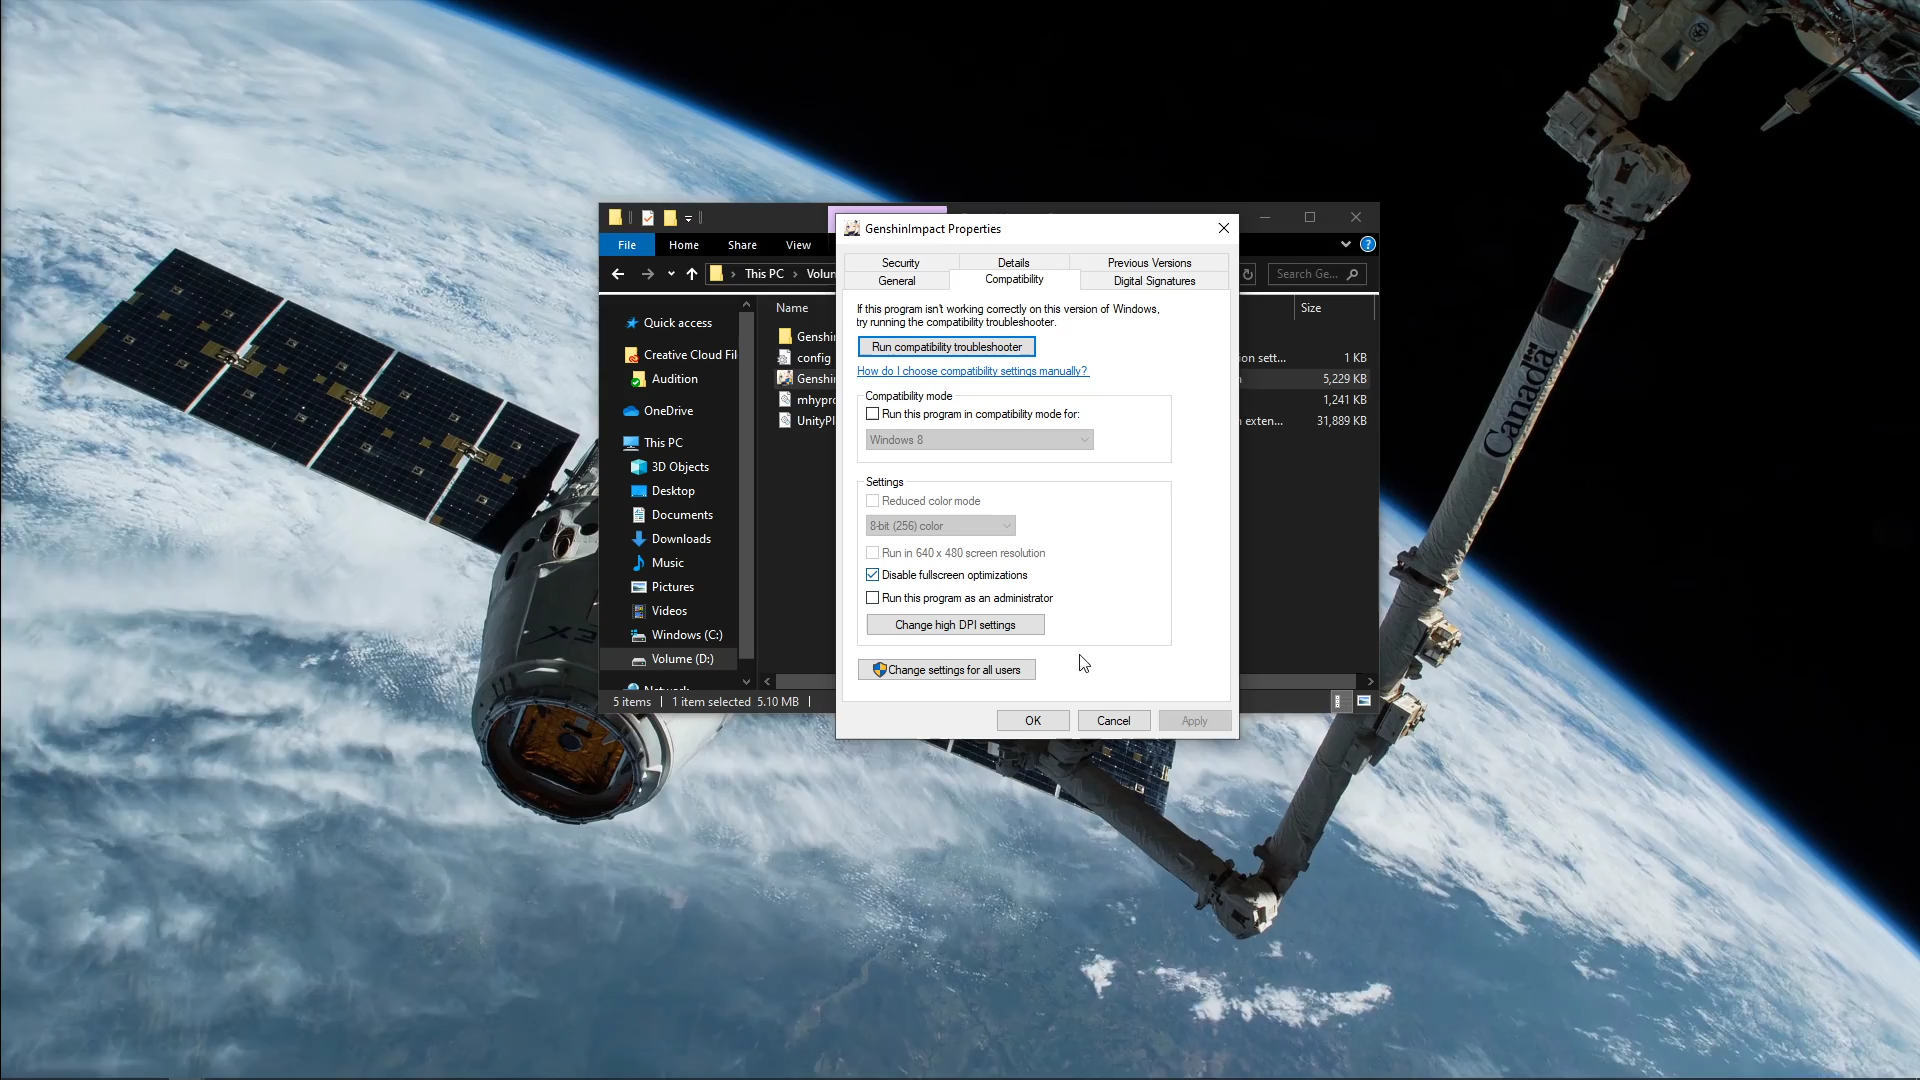 GenshinImpact Properties
File
Home
Share
View
This PC
Volun
Search Ge...
Security
Details
Previous Versions
General
Compatibility
Digital Signatures
Name
Size
Quick access
Creative Cloud Fil
Audition
OneDrive
This PC
3D Objects
Desktop
Documents
Downloads
Music
Pictures
Videos
Windows (C:)
Volume (D:)
Genshin
config
ion sett...
1 KB
Genshin
5,229 KB
mhypro
1,241 KB
UnityPl
n exten...
31,889 KB
If this program isn't working correctly on this version of Windows,
try running the compatibility troubleshooter.
Run compatibility troubleshooter
How do I choose compatibility settings manually?
Compatibility mode
Run this program in compatibility mode for:
Windows 8
Settings
Reduced color mode
8-bit (256) color
Run in 640 x 480 screen resolution
Disable fullscreen optimizations
Run this program as an administrator
Change high DPI settings
Change settings for all users
OK
Cancel
Apply
5 items
1 item selected 5.10 MB
Canada